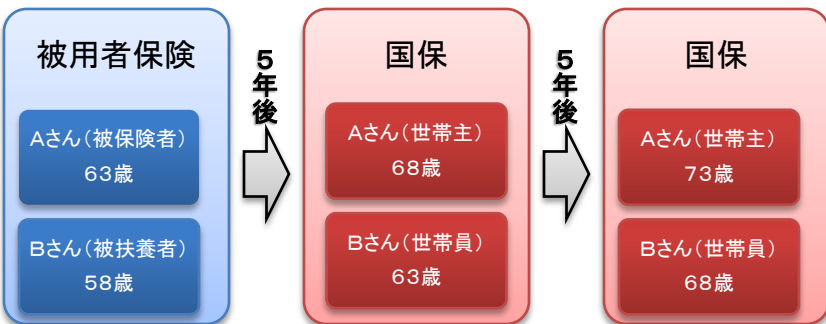 被用者保険
Aさん（被保険者）
63歳
Bさん（被扶養者）
58歳
５年後
国保
Aさん（世帯主）
68歳
Bさん（世帯員）
63歳
５年後
国保
Aさん（世帯主）
73歳
Bさん（世帯員）
68歳